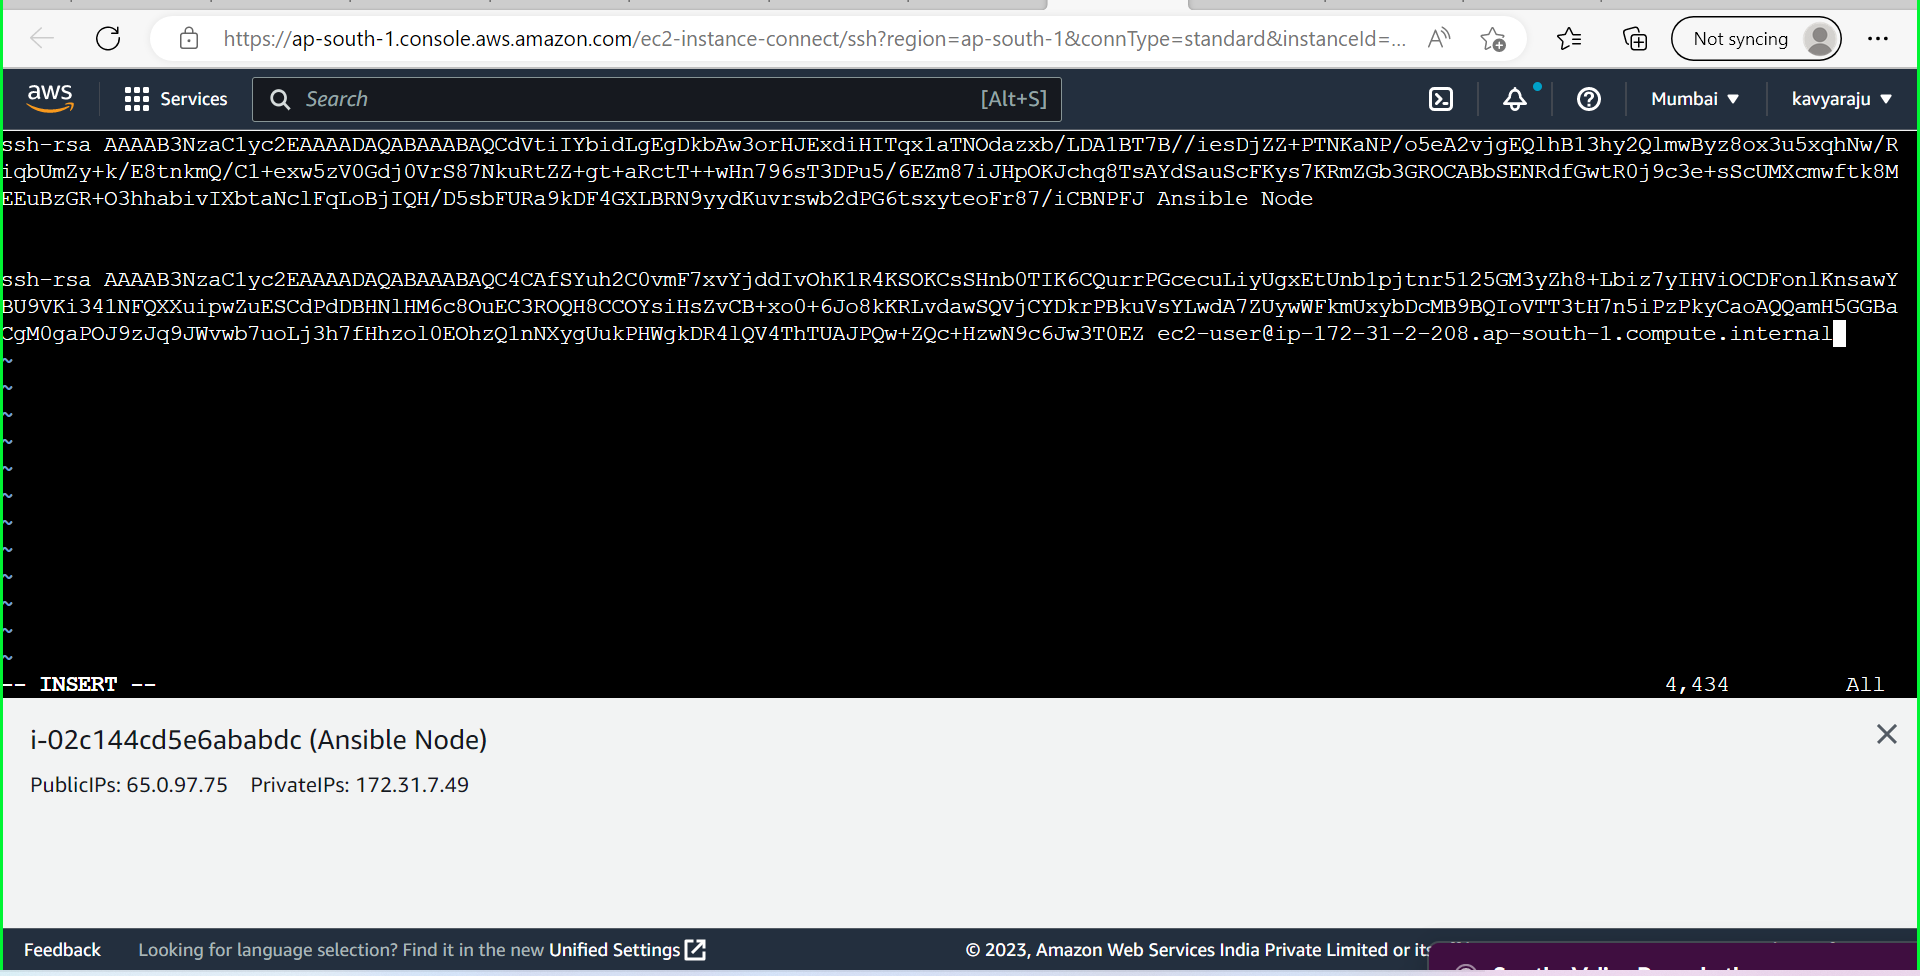 https://ap-south-1.console.aws.amazon.com/ec2-instance-connect/ssh?region=ap-south-1&connType=standard&instanceId=...
Not syncing
aws
Services
Search
[Alt+S]
Mumbai
kavyaraju
ssh-rsa AAAAB3NzaC1yc2EAAAADAQABAAABAQCdVtiIYbidLgEgDkbAw3orHJExdiHITqx1aTNOdazxb/LDA1BT7B//iesDjZZ+PTNKaNP/o5eA2vjgEQlhB13hy2QlmwByz8ox3u5xqhNw/R
iqbUmZy+k/E8tnkmQ/Cl+exw5zV0Gdj0VrS87NkuRtZZ+gt+aRctT++wHn796sT3DPu5/6EZm87iJHpOKJchq8TsAYdSauScFKys7KRmZGb3GROCABbSENRdfGwtR0j9c3e+sScUMXcmwftk8M
EEuBzGR+O3hhabivIXbtaNclFqLoBjIQH/D5sbFURa9kDF4GXLBRN9yydKuvrswb2dPG6tsxyteoFr87/iCBNPFJ Ansible Node
ssh-rsa AAAAB3NzaC1yc2EAAAADAQABAAABAQC4CAfSYuh2C0vmF7xvYjddIvOhK1R4KSOKCsSHnb0TIK6CQurrPGcecuLiyUgxEtUnb1pjtnr5125GM3yZh8+Lbiz7yIHViOCDFonlKnsawY
BU9VKi341NFQXXuipwZuESCdPdDBHNlHM6c8OuEC3ROQH8CCOYsiHsZvCB+xo0+6Jo8kKRLvdawSQVjCYDkrPBkuVsYLwdA7ZUywWFkmUxybDcMB9BQIoVTT3tH7n5iPzPkyCaoAQQamH5GGBa
CgM0gaPOJ9zJq9JWvwb7uoLj3h7fHhzol0EOhzQ1nNXygUukPHWgkDR4lQV4ThTUAJPQw+ZQc+HzwN9c6Jw3T0EZ ec2-user@ip-172-31-2-208.ap-south-1.compute.internal
~
~
~
~
~
~
~
~
~
~
~
~
-- INSERT --
4,434
All
i-02c144cd5e6ababdc (Ansible Node)
PublicIPs: 65.0.97.75 PrivateIPs: 172.31.7.49
Feedback
Looking for language selection? Find it in the new Unified Settings
© 2023, Amazon Web Services India Private Limited or its